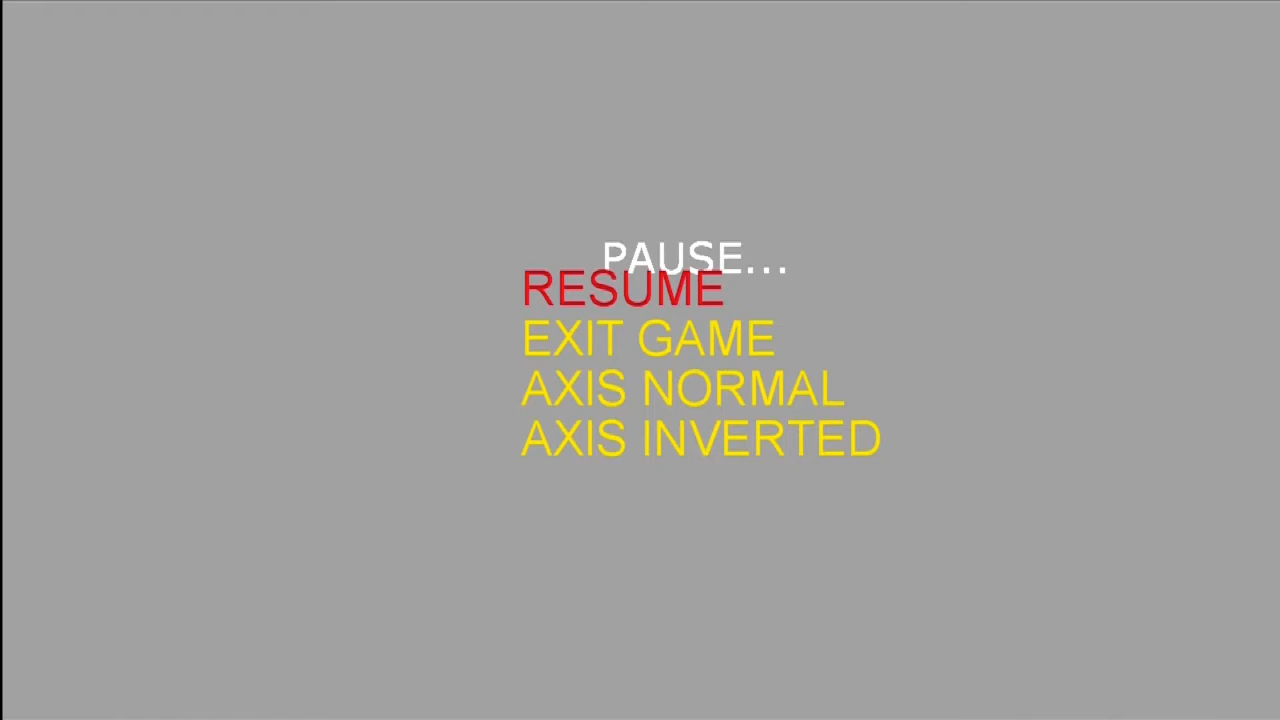 PAUSE...
RESUME
EXIT GAME
AXIS NORMAL
AXIS INVERTED